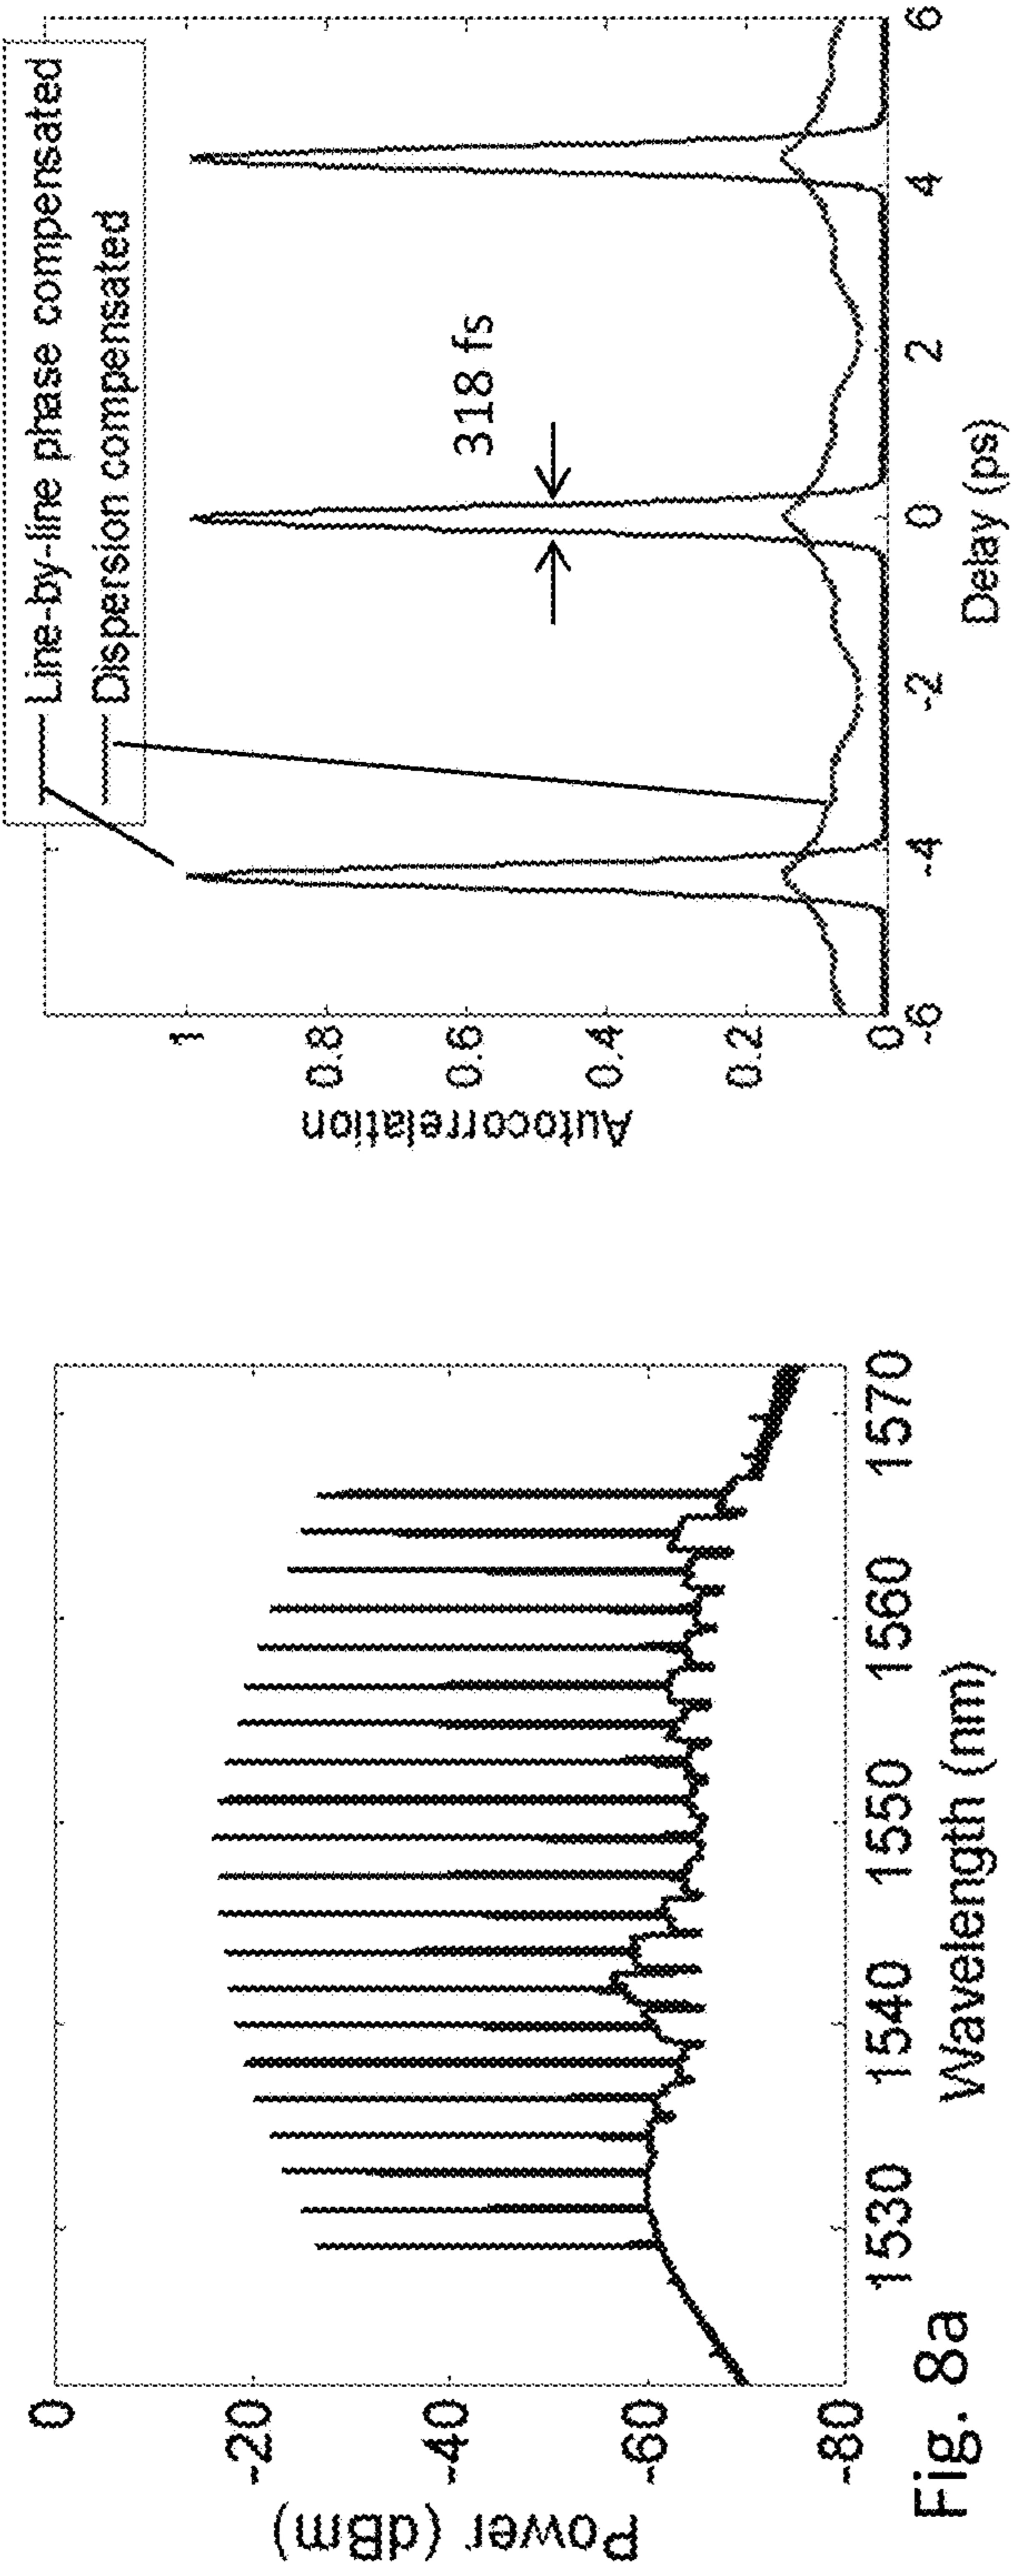 0
-20
-40
-60
-80
Power (dBm)
1530
1540
1550
1560
1570
Wavelength (nm)
Fig. 8a
Line-by-line phase compensated
Dispersion compensated
318 fs
1
0.8
0.6
0.4
0.2
0
Autocorrelation
-6
-4
-2
0
2
4
6
Delay (ps)